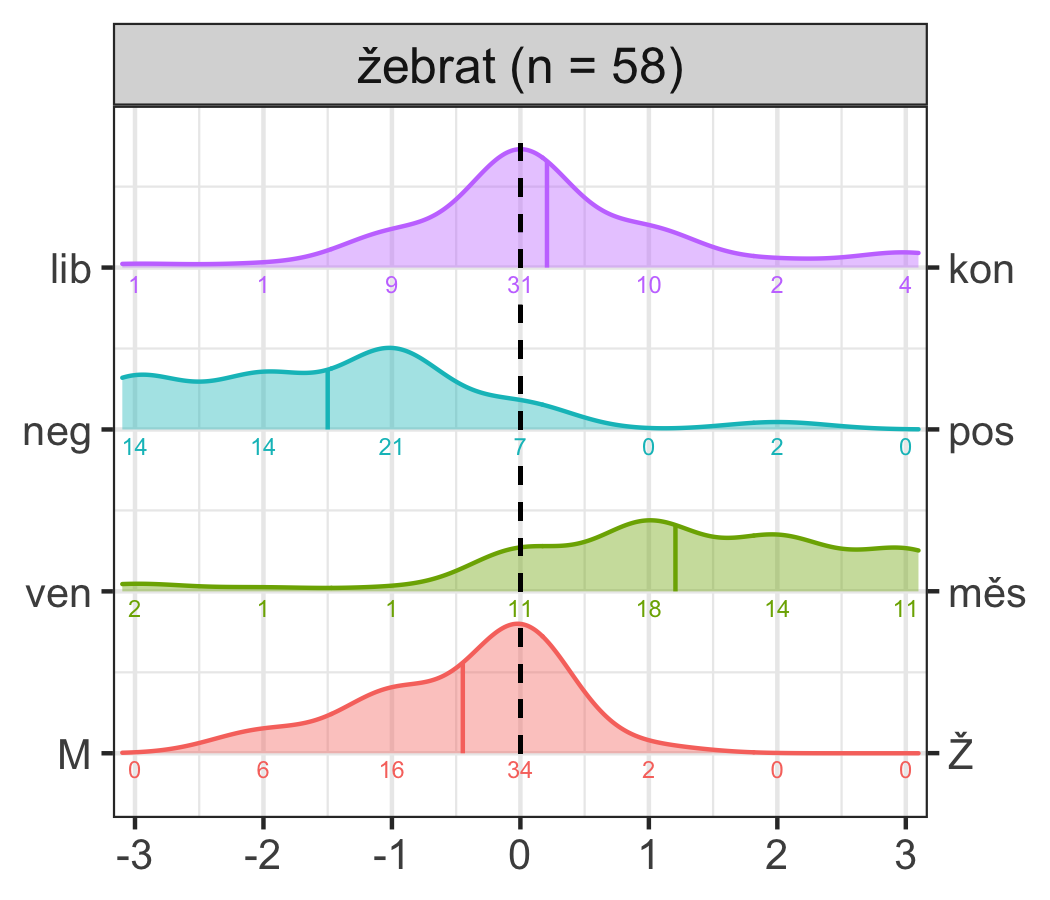 žebrat (n = 58)
lib kon
1 1 9 31 10 2 4
neg pos
14 14 21 7 0 2 0
ven měs
2 1 1 11 18 14 11
M Ž
0 6 16 34 2 0 0
-3 -2 -1 0 1 2 3